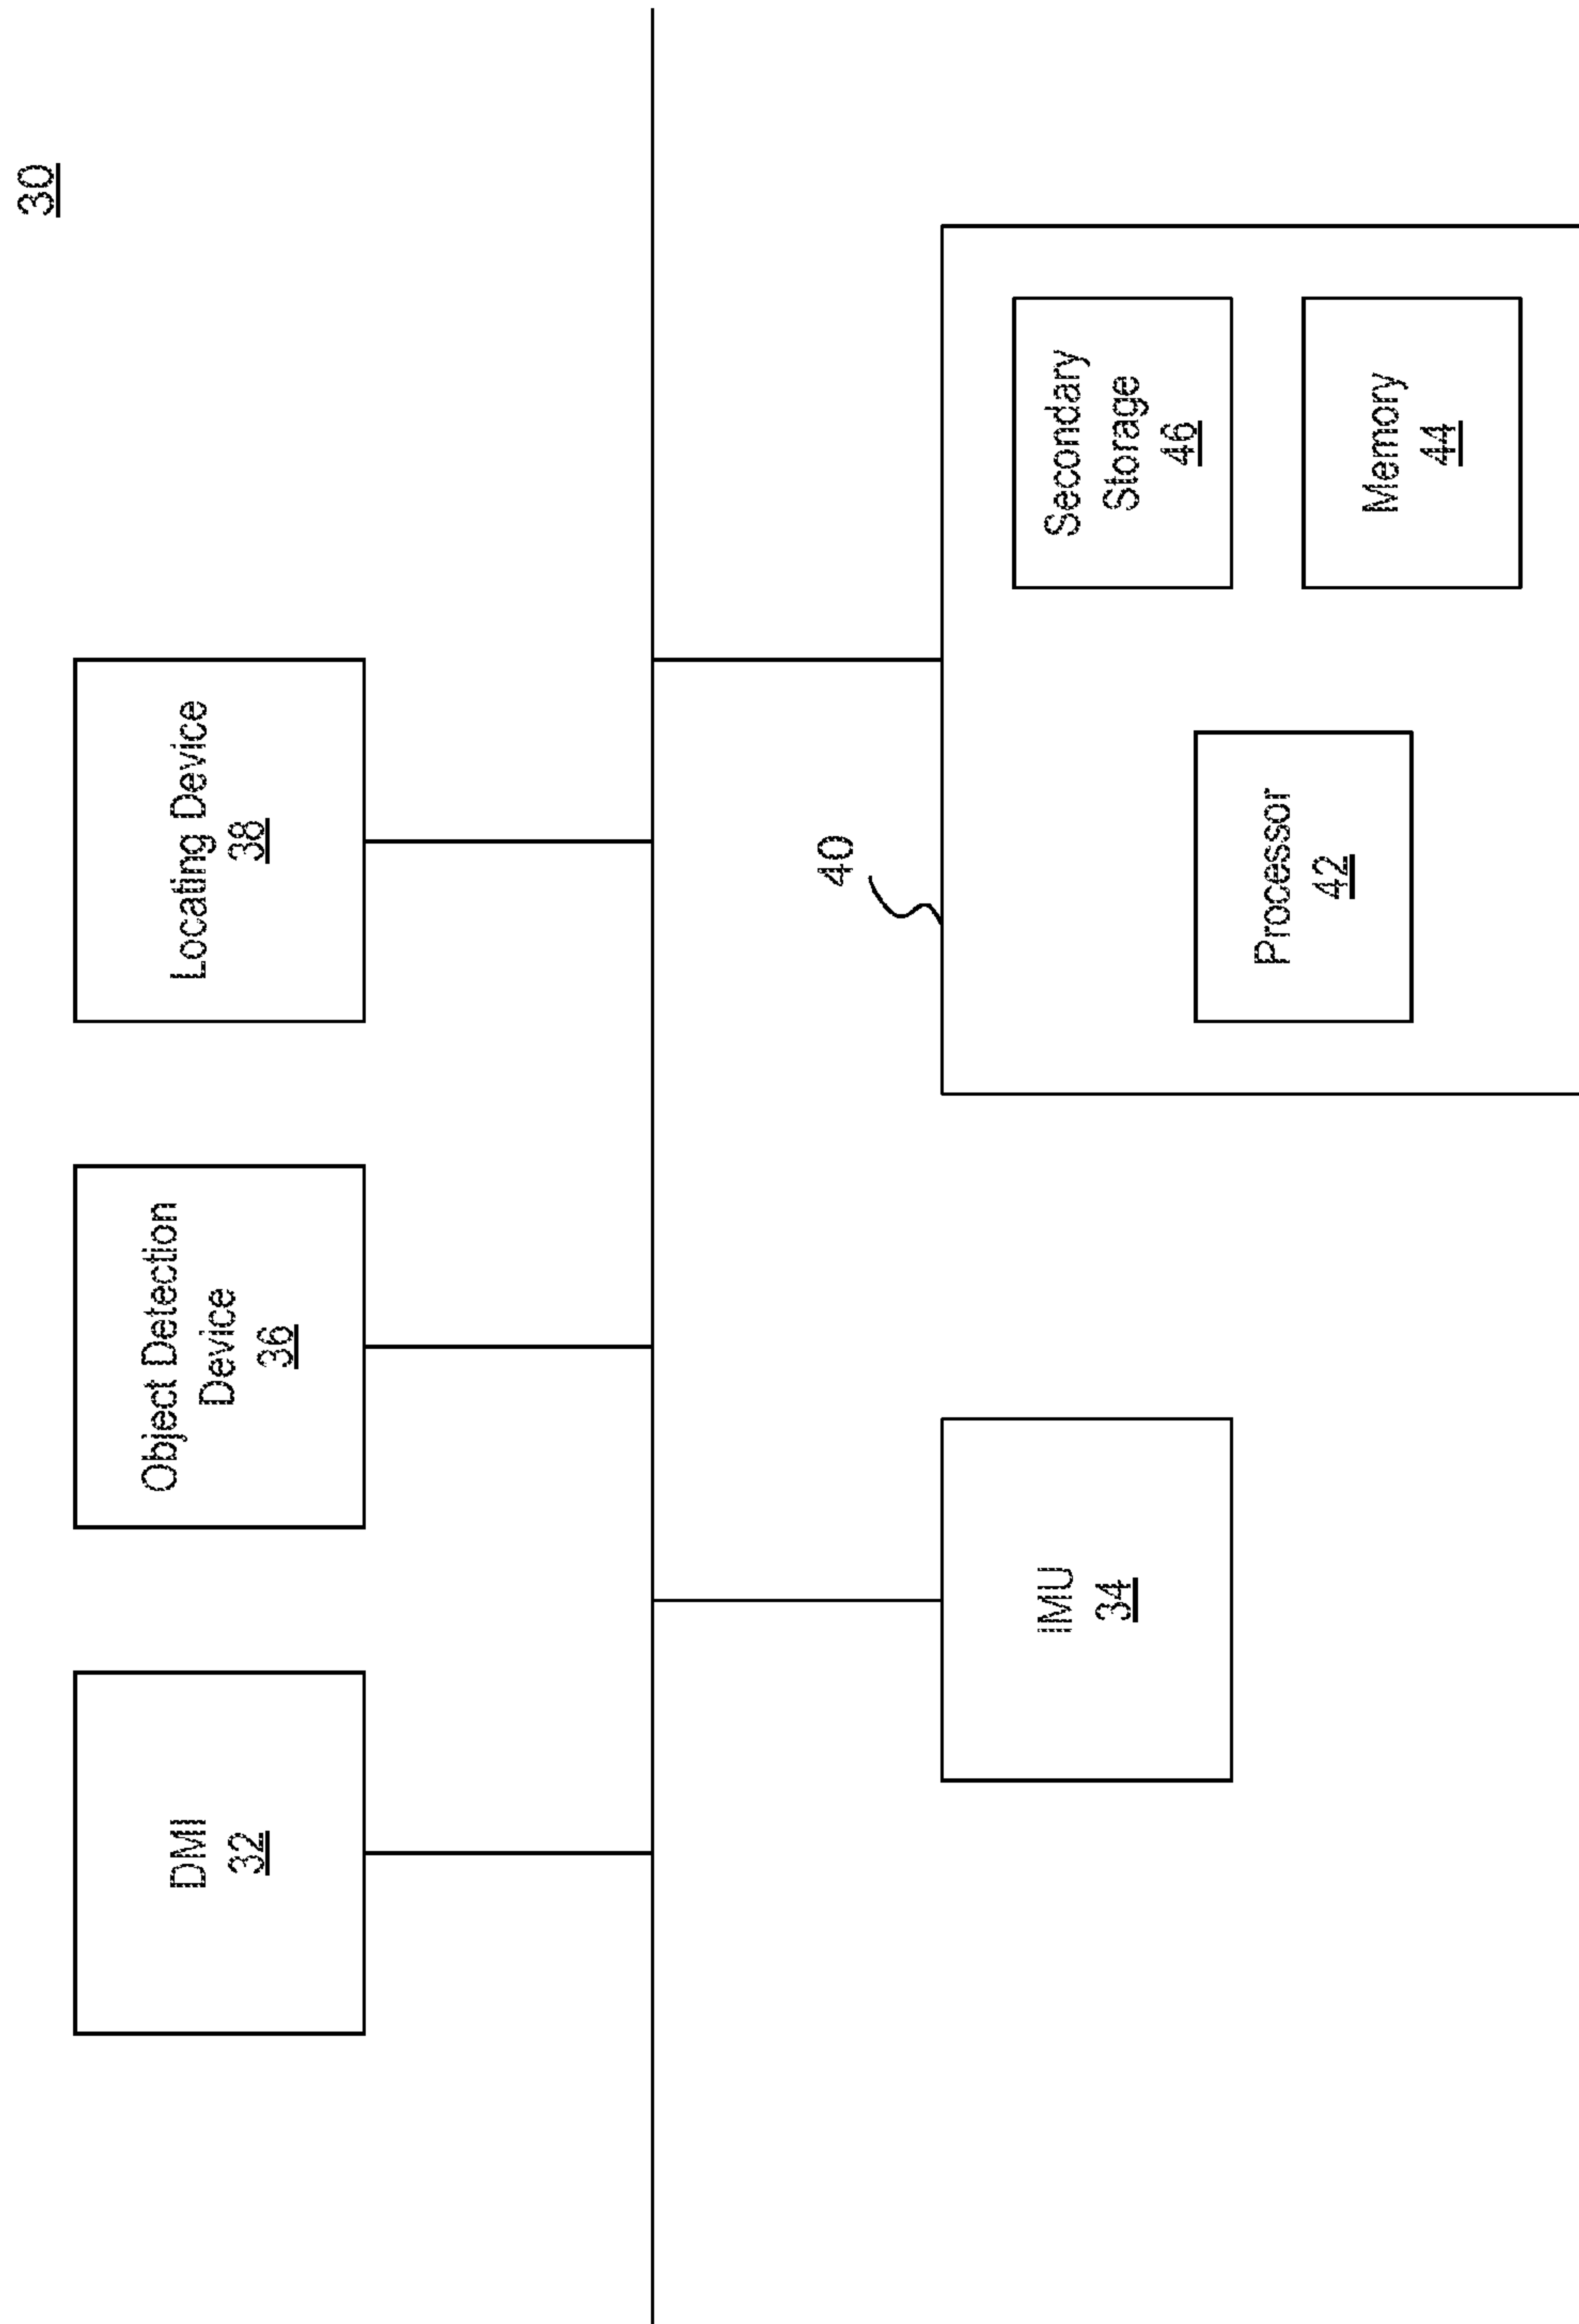 30
DMI
32
Object Detection
Device
36
Locating Device
38
IMU
34
40
Processor
42
Secondary
Storage
46
Memory
44